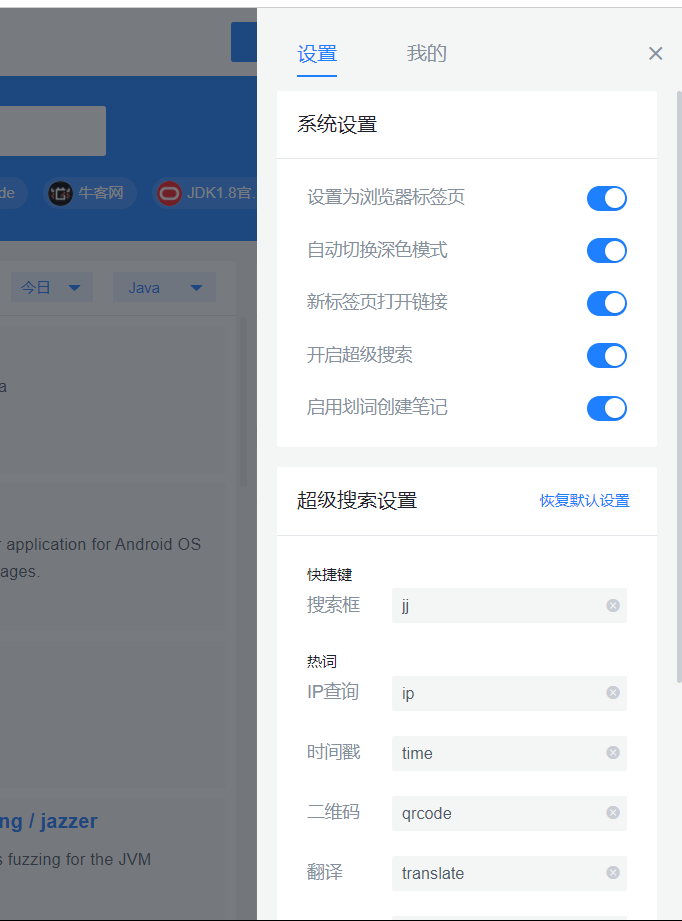 设置
我的
系统设置
设置为浏览器标签页
自动切换深色模式
新标签页打开链接
开启超级搜索
启用划词创建笔记
超级搜索设置
恢复默认设置
快捷键
搜索框
jj
热词
IP查询
ip
时间戳
time
二维码
qrcode
翻译
translate
de
牛客网
JDK1.8官..
今日
Java
a
r application for Android OS
ages.
ng / jazzer
s fuzzing for the JVM